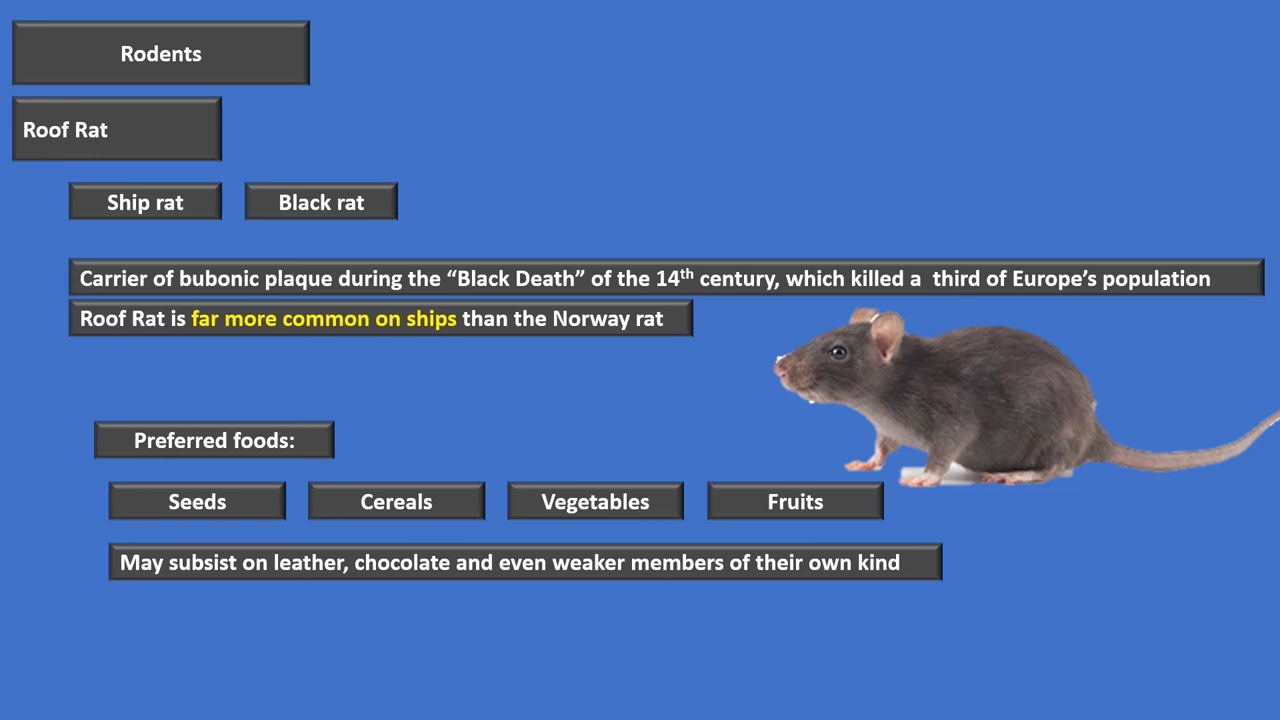 Rodents
Roof Rat
Ship rat
Black rat
Carrier of bubonic plaque during the “Black Death” of the 14th century, which killed a  third of Europe’s population
Roof Rat is far more common on ships than the Norway rat
Preferred foods:
Seeds
Cereals
Vegetables
Fruits
May subsist on leather, chocolate and even weaker members of their own kind